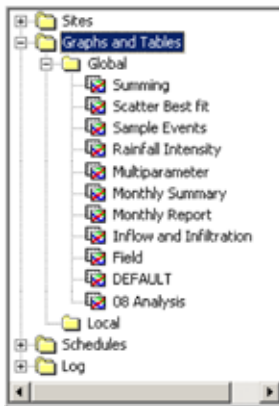 Sites
Graphs and Tables
Global
Summing
Scatter Best fit
Sample Events
Rainfall Intensity
Multiparameter
Monthly Summary
Monthly Report
Inflow and Infiltration
Field
DEFAULT
08 Analysis
Local
Schedules
Log